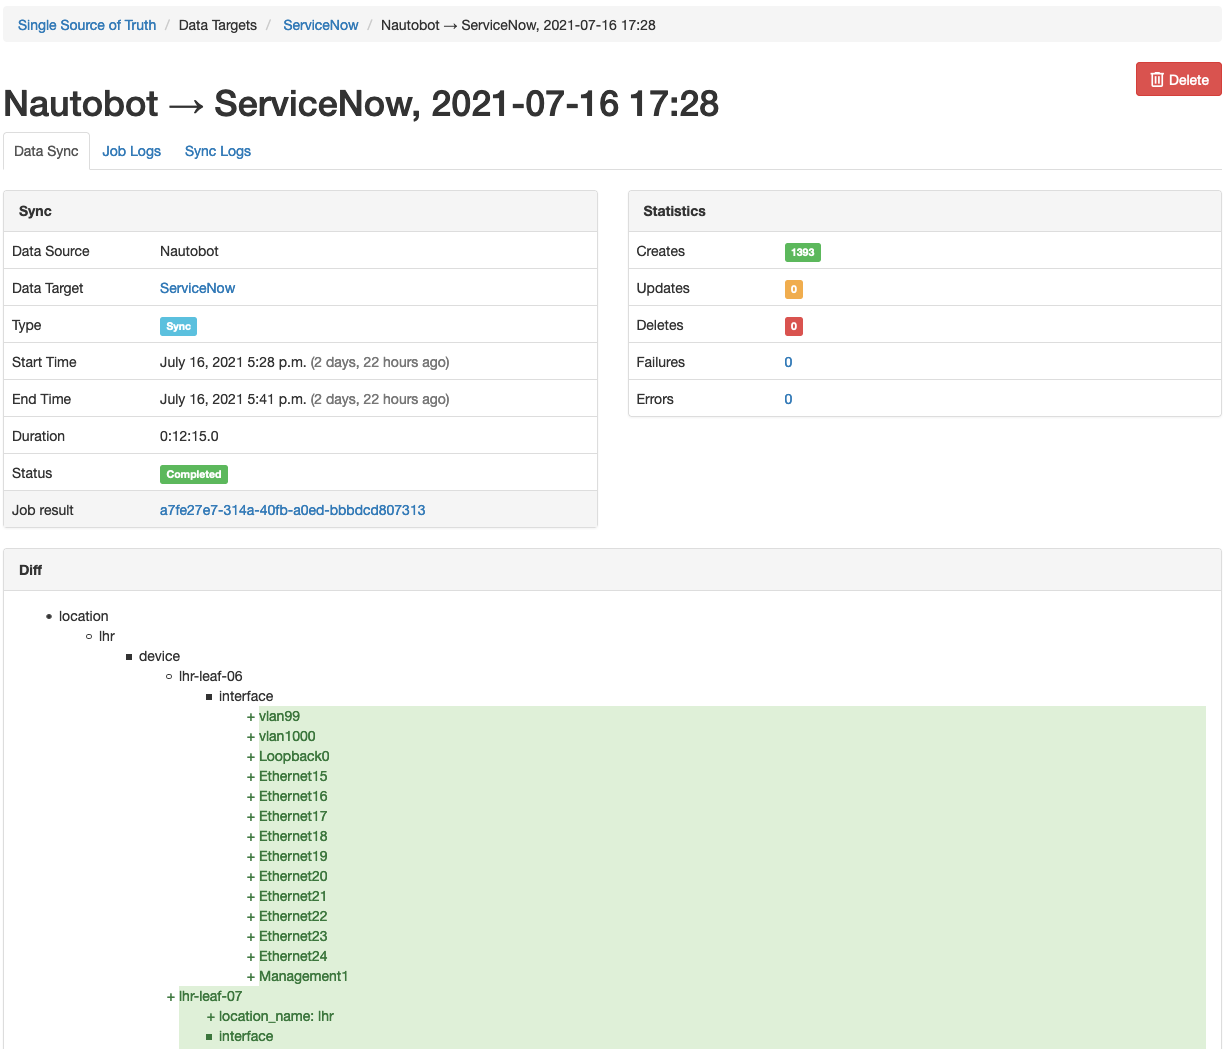 Single Source of Truth / Data Targets / ServiceNow / Nautobot → ServiceNow, 2021-07-16 17:28
Delete
Nautobot → ServiceNow, 2021-07-16 17:28
Data Sync Job Logs Sync Logs
Sync
Data Source Nautobot
Data Target ServiceNow
Type Sync
Start Time July 16, 2021 5:28 p.m. (2 days, 22 hours ago)
End Time July 16, 2021 5:41 p.m. (2 days, 22 hours ago)
Duration 0:12:15.0
Status Completed
Job result a7fe27e7-314a-40fb-a0ed-bbbdcd807313
Statistics
Creates 1393
Updates 0
Deletes 0
Failures 0
Errors 0
Diff
location
lhr
device
lhr-leaf-06
interface
+ vlan99
+ vlan1000
+ Loopback0
+ Ethernet15
+ Ethernet16
+ Ethernet17
+ Ethernet18
+ Ethernet19
+ Ethernet20
+ Ethernet21
+ Ethernet22
+ Ethernet23
+ Ethernet24
+ Management1
+ lhr-leaf-07
+ location_name: lhr
interface